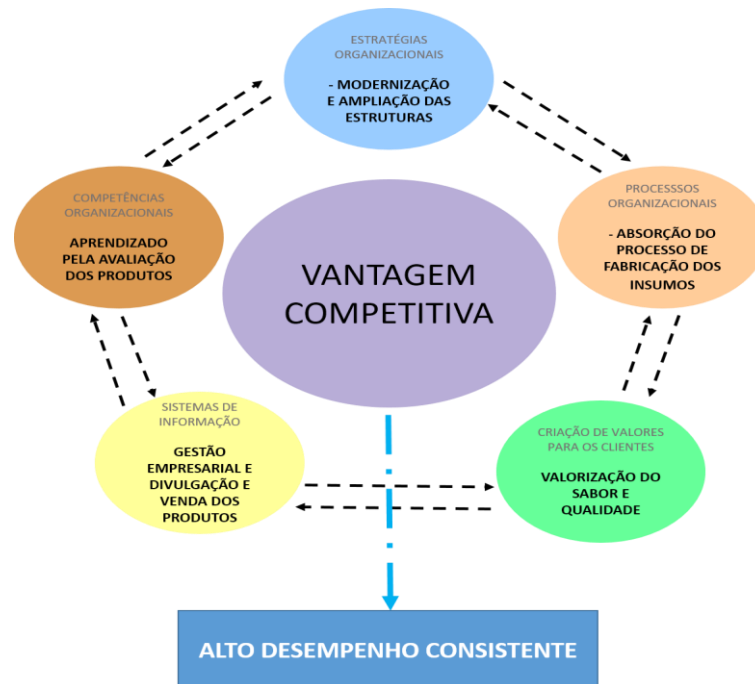 ESTRATÉGIAS
ORGANIZACIONAIS
- MODERNIZAÇÃO
E AMPLIAÇÃO DAS
ESTRUTURAS
COMPETÊNCIAS
ORGANIZACIONAIS
APRENDIZADO
PELA AVALIAÇÃO
DOS PRODUTOS
PROCESSSOS
ORGANIZACIONAIS
- ABSORÇÃO DO
PROCESSO DE
FABRICAÇÃO DOS
INSUMOS
VANTAGEM
COMPETITIVA
SISTEMAS DE
INFORMAÇÃO
GESTÃO
EMPRESARIAL E
DIVULGAÇÃO E
VENDA DOS
PRODUTOS
CRIAÇÃO DE VALORES
PARA OS CLIENTES
VALORIZAÇÃO DO
SABOR E
QUALIDADE
ALTO DESEMPENHO CONSISTENTE